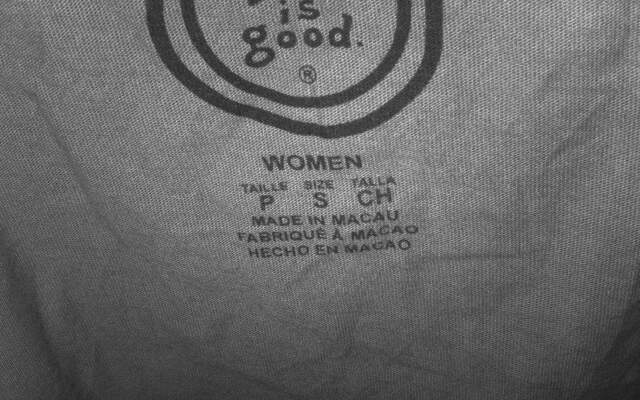 is
good.
®
WOMEN
TAILLE SIZE TALLA
P S CH
MADE IN MACAU
FABRIQUÉ À MACAO
HECHO EN MACAO